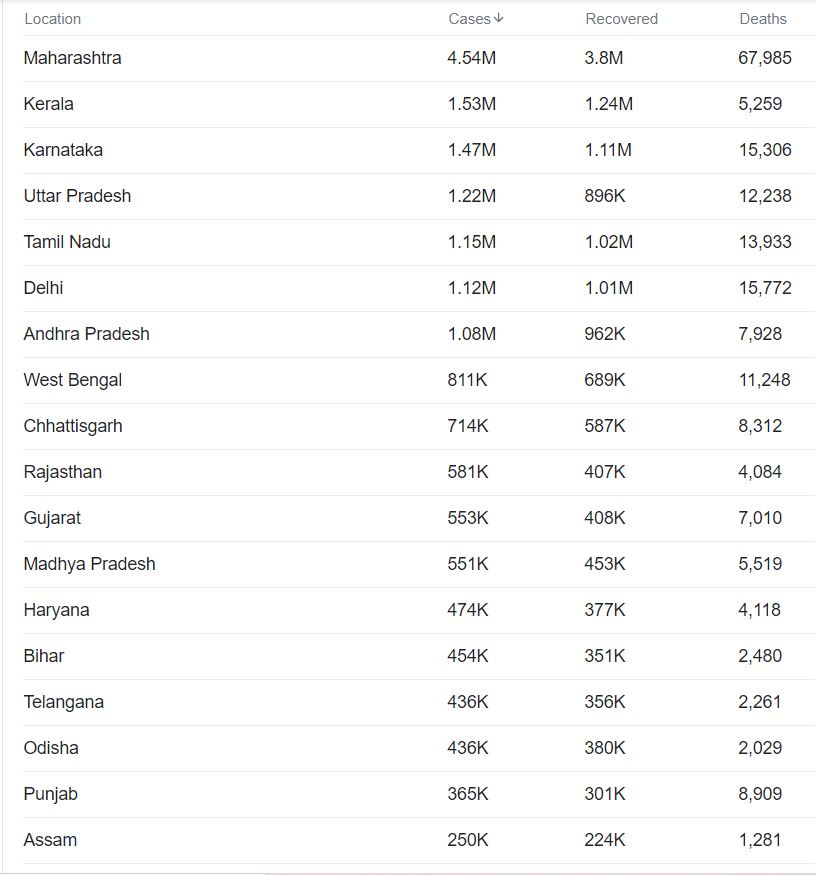 Location Cases↓ Recovered Deaths
Maharashtra 4.54M 3.8M 67,985
Kerala 1.53M 1.24M 5,259
Karnataka 1.47M 1.11M 15,306
Uttar Pradesh 1.22M 896K 12,238
Tamil Nadu 1.15M 1.02M 13,933
Delhi 1.12M 1.01M 15,772
Andhra Pradesh 1.08M 962K 7,928
West Bengal 811K 689K 11,248
Chhattisgarh 714K 587K 8,312
Rajasthan 581K 407K 4,084
Gujarat 553K 408K 7,010
Madhya Pradesh 551K 453K 5,519
Haryana 474K 377K 4,118
Bihar 454K 351K 2,480
Telangana 436K 356K 2,261
Odisha 436K 380K 2,029
Punjab 365K 301K 8,909
Assam 250K 224K 1,281